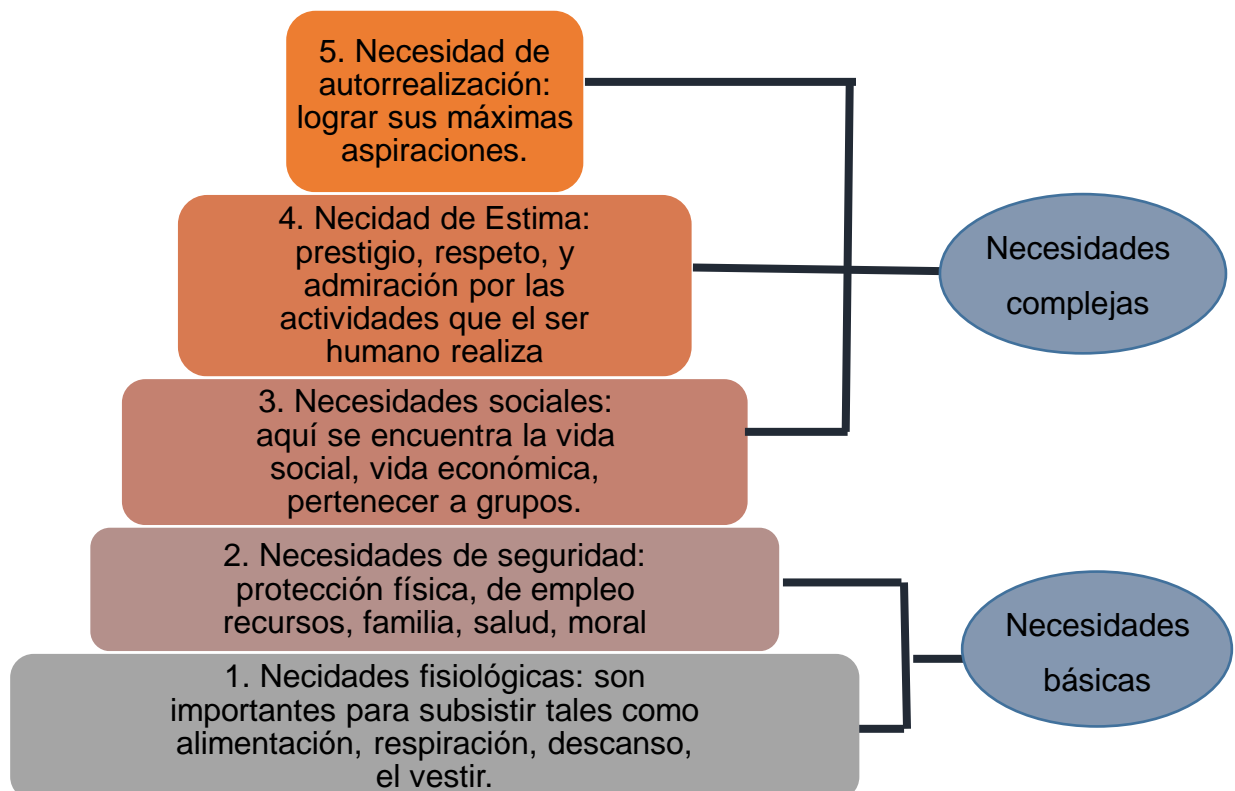 5. Necesidad de
autorrealización:
lograr sus máximas
aspiraciones.
4. Necidad de Estima:
prestigio, respeto, y
admiración por las
actividades que el ser
humano realiza
Necesidades
complejas
3. Necesidades sociales:
aquí se encuentra la vida
social, vida económica,
pertenecer a grupos.
2. Necesidades de seguridad:
protección física, de empleo
recursos, familia, salud, moral
Necesidades
básicas
1. Necidades fisiológicas: son
importantes para subsistir tales como
alimentación, respiración, descanso,
el vestir.